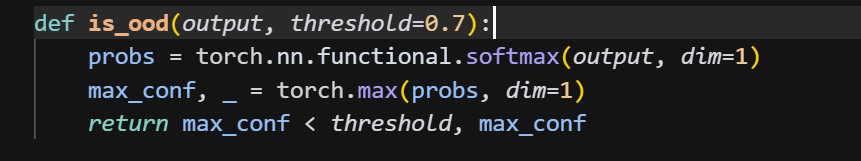 def is_ood(output, threshold=0.7):
    probs = torch.nn.functional.softmax(output, dim=1)
    max_conf, _ = torch.max(probs, dim=1)
    return max_conf < threshold, max_conf